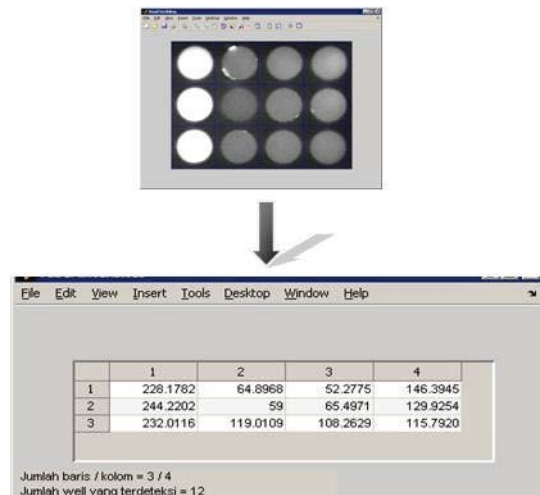 File Edit View Insert Tools Desktop Window Help
1 2 3 4
1 228.1782 64.8968 52.2775 146.3945
2 244.2202 59 65.4971 129.9254
3 232.0116 119.0109 108.2629 115.7920
Jumlah baris / kolom = 3 / 4
Jumlah well yang terdeteksi = 12